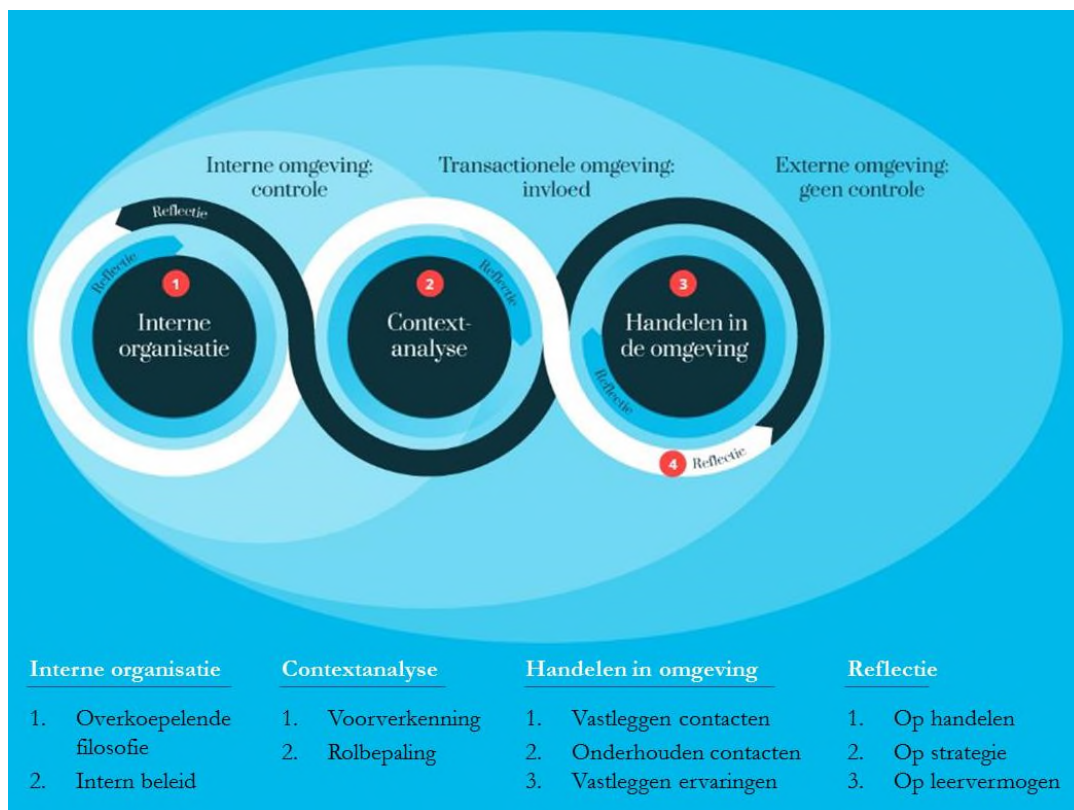 Interne omgeving:
controle
Transactionele omgeving:
invloed
Externe omgeving:
geen controle
Reflectie
Reflectie
1
Interne
organisatie
Reflectie
2
Context-
analyse
3
Handelen in
de omgeving
Reflectie
4 Reflectie
Interne organisatie
1. Overkoepelende
filosofie
2. Intern beleid
Contextanalyse
1. Voorverkenning
2. Rolbepaling
Handelen in omgeving
1. Vastleggen contacten
2. Onderhouden contacten
3. Vastleggen ervaringen
Reflectie
1. Op handelen
2. Op strategie
3. Op leervermogen